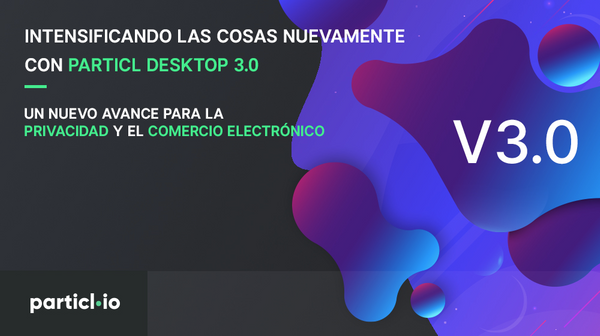 INTENSIFICANDO LAS COSAS NUEVAMENTE
CON PARTICL DESKTOP 3.0
UN NUEVO AVANCE PARA LA
PRIVACIDAD Y EL COMERCIO ELECTRÓNICO
V3.0
particl.io